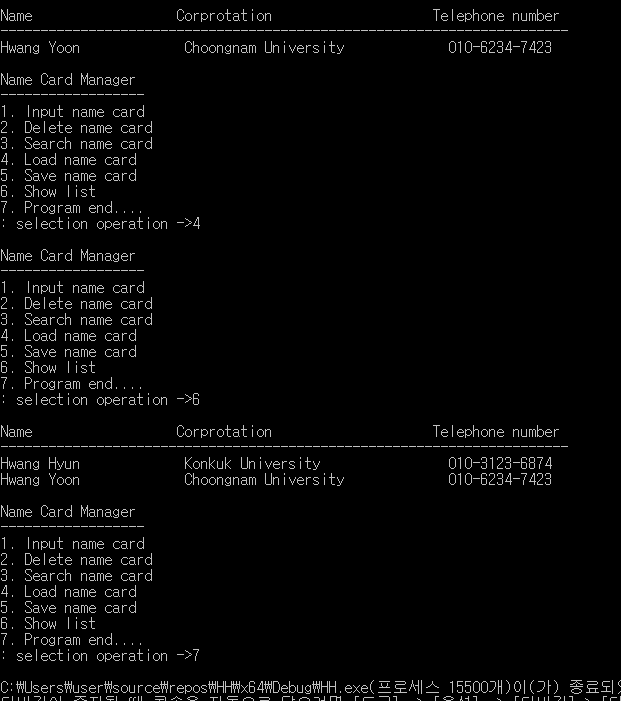 Name Corprotation Telephone number
-----------------------------------------------------------------------
Hwang Yoon Choongnam University 010-6234-7423
Name Card Manager
------------------
1. Input name card
2. Delete name card
3. Search name card
4. Load name card
5. Save name card
6. Show list
7. Program end....
: selection operation ->4
Name Card Manager
------------------
1. Input name card
2. Delete name card
3. Search name card
4. Load name card
5. Save name card
6. Show list
7. Program end....
: selection operation ->6
Name Corprotation Telephone number
-----------------------------------------------------------------------
Hwang Hyun Konkuk University 010-3123-6874
Hwang Yoon Choongnam University 010-6234-7423
Name Card Manager
------------------
1. Input name card
2. Delete name card
3. Search name card
4. Load name card
5. Save name card
6. Show list
7. Program end....
: selection operation ->7
C:₩Users₩user₩source₩repos₩HH₩x64₩Debug₩HH.exe(프로세스 15500개)이(가) 종료되